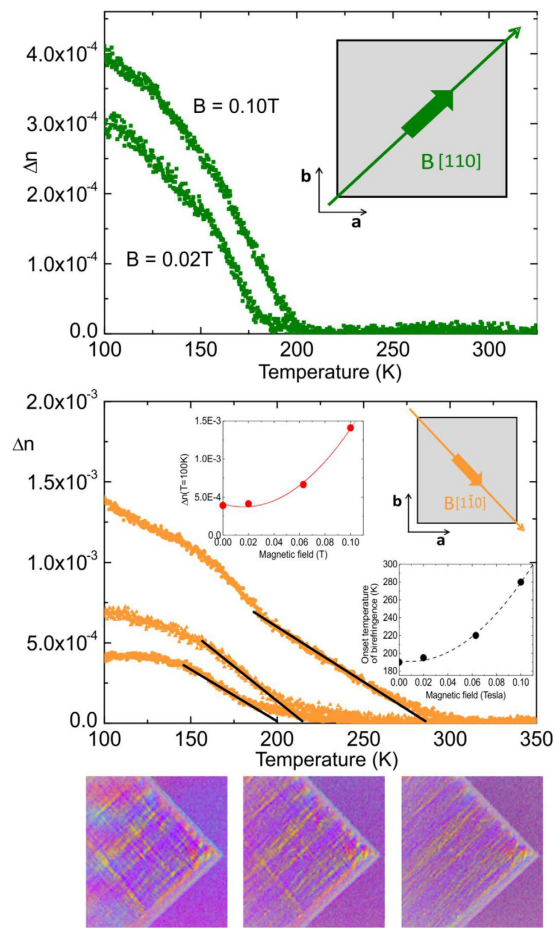 4.0x10-4
3.0x10-4
Δn
2.0x10-4
1.0x10-4
0.0
B = 0.10T
B = 0.02T
B [110]
b
a
100 150 200 250 300
Temperature (K)
2.0x10-3
Δn
1.5x10-3
1.0x10-3
5.0x10-4
0.0
1.5E-3
1.0E-3
5.0E-4
0.0
Δn(T=100K)
0.00 0.02 0.04 0.06 0.08 0.10
Magnetic field (T)
B[11̄0]
b
a
300
280
260
240
220
200
180
Onset temperature
of birefringence (K)
0.00 0.02 0.04 0.06 0.08 0.10
Magnetic field (Tesla)
100 150 200 250 300 350
Temperature (K)